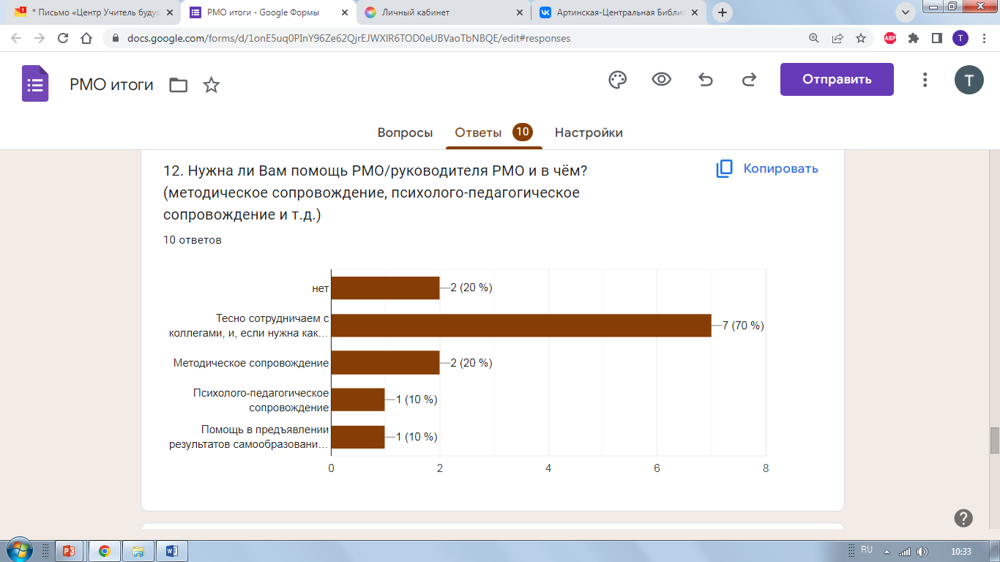 * Письмо «Центр Учитель будущ
РМО итоги - Google Формы
Личный кабинет
Артинская-Центральная Библис
docs.google.com/forms/d/1onE5uq0PInY96Ze62QjrEJWXlR6TOD0eUBVaoTbNBQE/edit#responses
ABP
T
РМО итоги
Отправить
T
Вопросы
Ответы 10
Настройки
12. Нужна ли Вам помощь РМО/руководителя РМО и в чём?
(методическое сопровождение, психолого-педагогическое
сопровождение и т.д.)
Копировать
10 ответов
нет
2 (20 %)
Тесно сотрудничаем с
коллегами, и, если нужна как…
7 (70 %)
Методическое сопровождение
2 (20 %)
Психолого-педагогическое
сопровождение
1 (10 %)
Помощь в предъявлении
результатов самообразовани…
1 (10 %)
0 2 4 6 8
RU
10:33